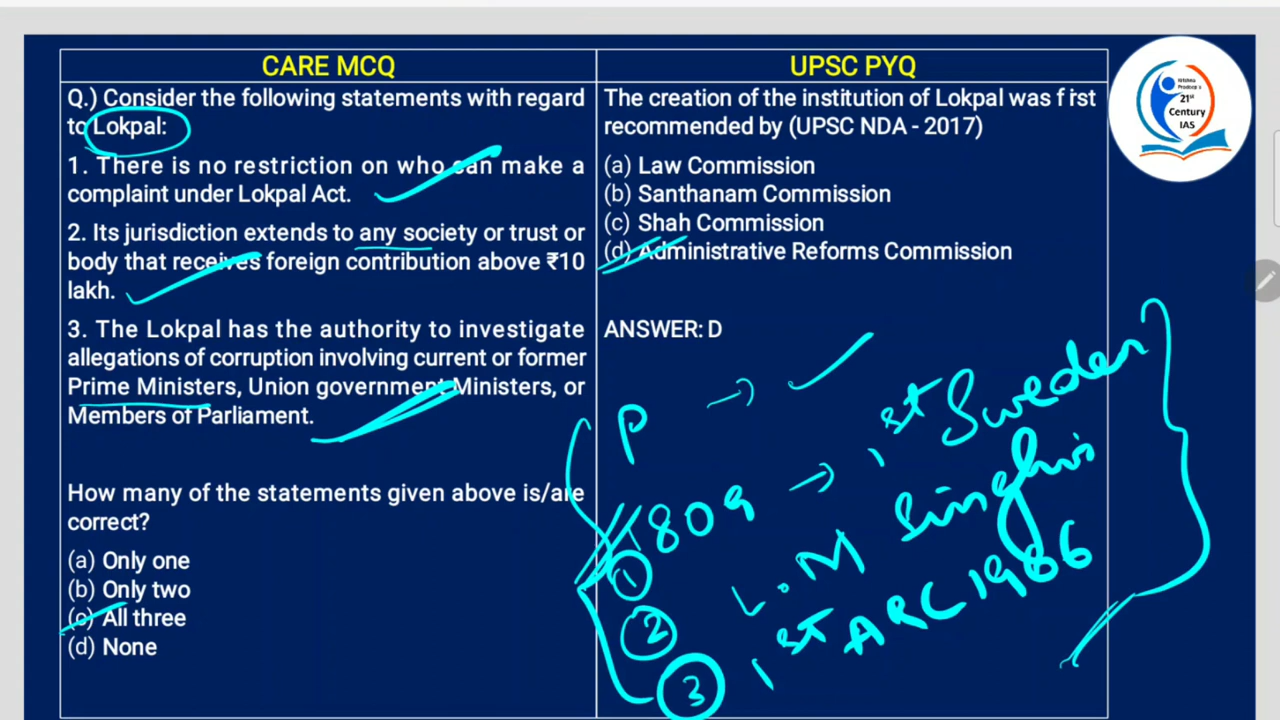 CARE MCQ
Q.) Consider the following statements with regard
to Lokpal:
1. There is no restriction on who can make a
complaint under Lokpal Act.
2. Its jurisdiction extends to any society or trust or
body that receives foreign contribution above ₹10
lakh.
3. The Lokpal has the authority to investigate
allegations of corruption involving current or former
Prime Ministers, Union government Ministers, or
Members of Parliament.
How many of the statements given above is/are
correct?
(a) Only one
(b) Only two
(c) All three
(d) None
UPSC PYQ
The creation of the institution of Lokpal was first
recommended by (UPSC NDA - 2017)
(a) Law Commission
(b) Santhanam Commission
(c) Shah Commission
(d) Administrative Reforms Commission
ANSWER: D
P →
1809 → 1st Sweden
① L.M Singhvi
② 1st ARC 1966
③
Krishna
Pradeep's
21st
Century
IAS